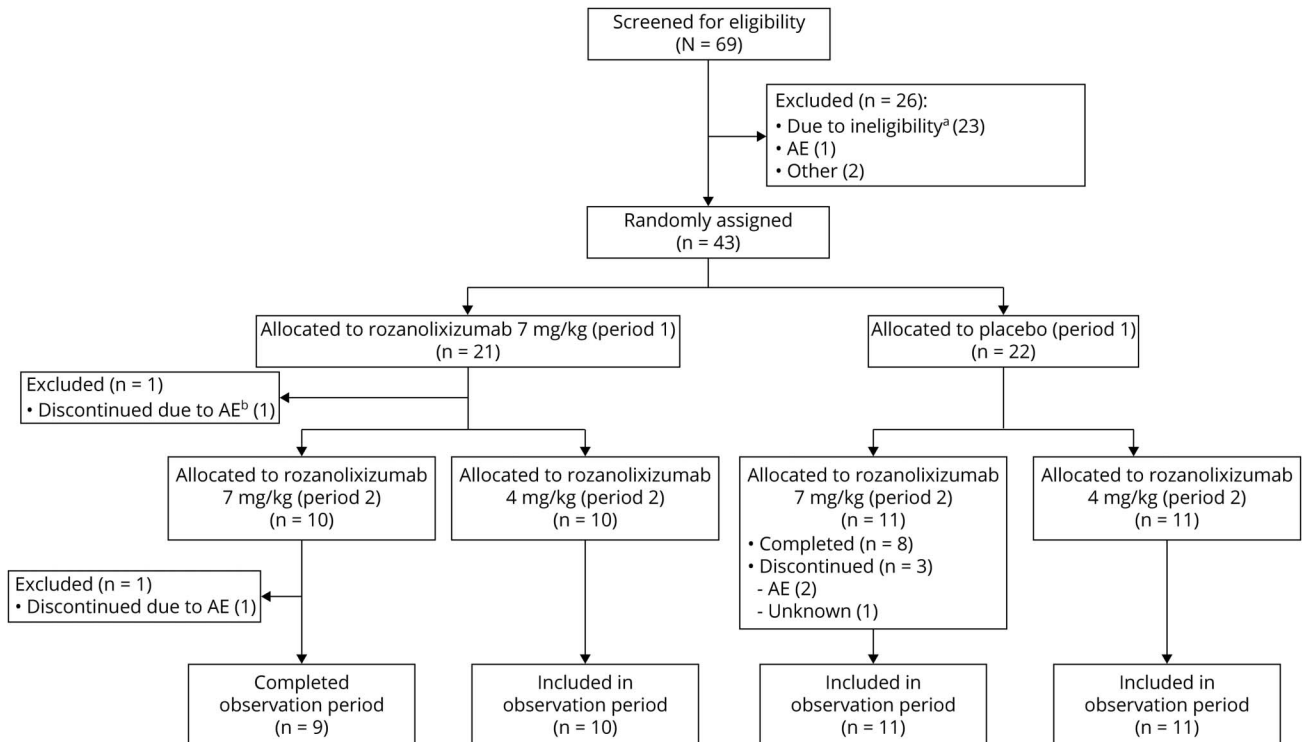 Screened for eligibility
(N = 69)
Excluded (n = 26):
• Due to ineligibilityᵃ (23)
• AE (1)
• Other (2)
Randomly assigned
(n = 43)
Allocated to rozanolixizumab 7 mg/kg (period 1)
(n = 21)
Allocated to placebo (period 1)
(n = 22)
Excluded (n = 1)
• Discontinued due to AEᵇ (1)
Allocated to rozanolixizumab
7 mg/kg (period 2)
(n = 10)
Allocated to rozanolixizumab
4 mg/kg (period 2)
(n = 10)
Allocated to rozanolixizumab
7 mg/kg (period 2)
(n = 11)
• Completed (n = 8)
• Discontinued (n = 3)
- AE (2)
- Unknown (1)
Allocated to rozanolixizumab
4 mg/kg (period 2)
(n = 11)
Excluded (n = 1)
• Discontinued due to AE (1)
Completed
observation period
(n = 9)
Included in
observation period
(n = 10)
Included in
observation period
(n = 11)
Included in
observation period
(n = 11)